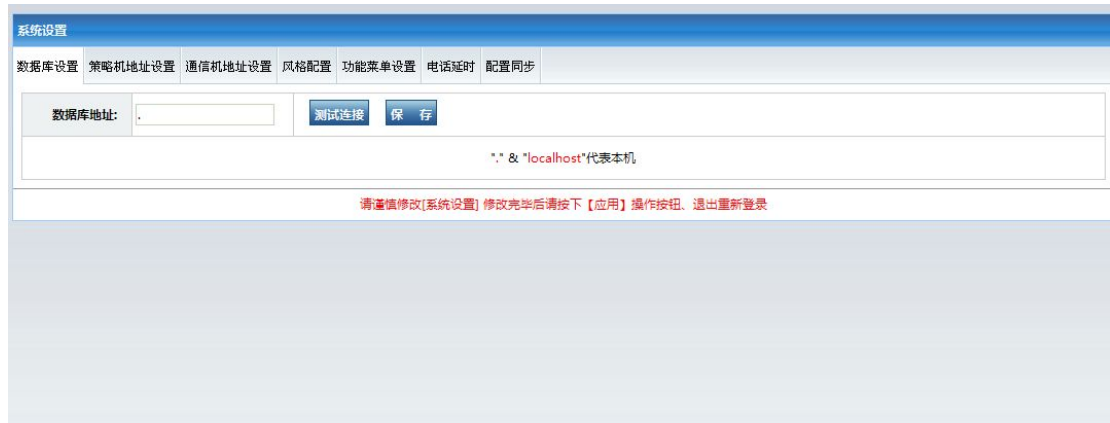 系统设置
数据库设置 策略机地址设置 通信机地址设置 风格配置 功能菜单设置 电话延时 配置同步
数据库地址: . 测试连接 保 存
"." & "localhost"代表本机
请谨慎修改[系统设置] 修改完毕后请按下【应用】操作按钮、退出重新登录